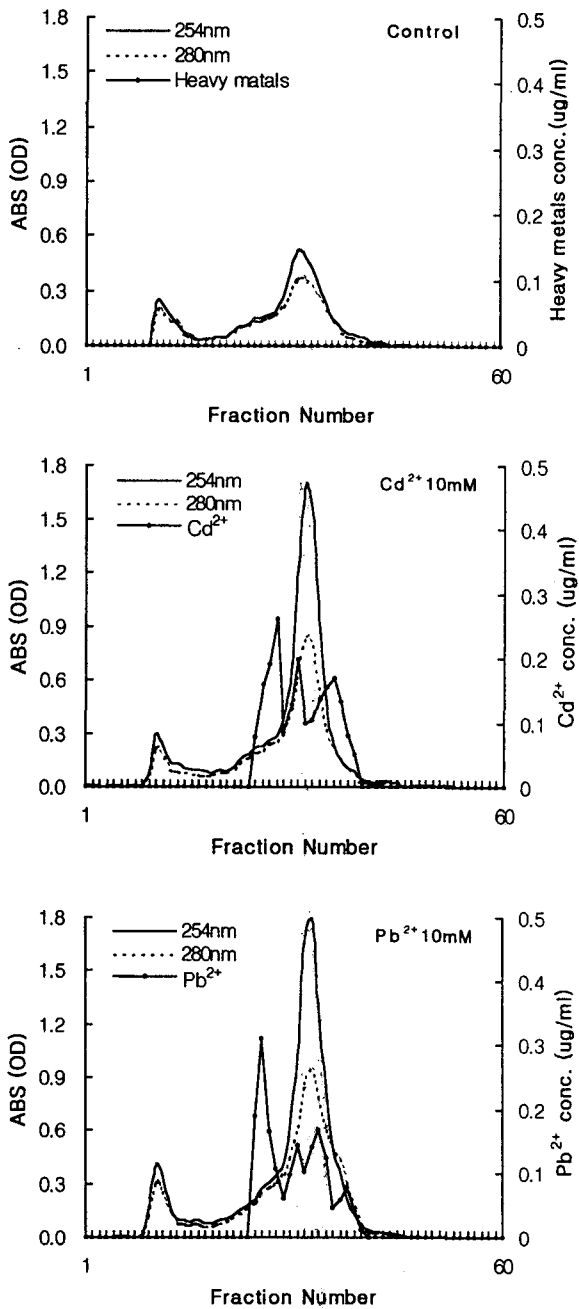 254nm
280nm
Heavy matals
Control
1.8
1.5
1.2
0.9
0.6
0.3
0.0
ABS (OD)
0.5
0.4
0.3
0.2
0.1
0
Heavy metals conc.(ug/ml)
1
60
Fraction Number
254nm
280nm
Cd²⁺
Cd²⁺10mM
1.8
1.5
1.2
0.9
0.6
0.3
0.0
ABS (OD)
0.5
0.4
0.3
0.2
0.1
0
Cd²⁺ conc. (ug/ml)
1
60
Fraction Number
254nm
280nm
Pb²⁺
Pb²⁺10mM
1.8
1.5
1.2
0.9
0.6
0.3
0.0
ABS (OD)
0.5
0.4
0.3
0.2
0.1
0
Pb²⁺ conc. (ug/ml)
1
60
Fraction Number